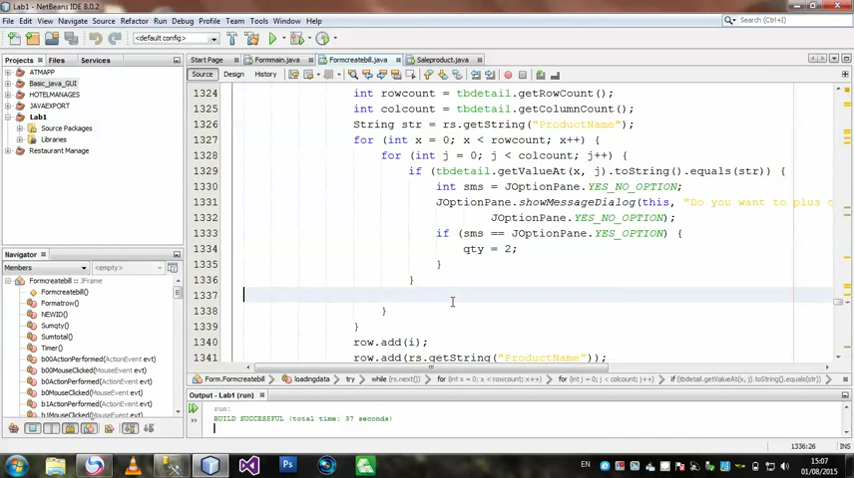 Lab1 - NetBeans IDE 8.0.2
File Edit View Navigate Source Refactor Run Debug Profile Team Tools Window Help
Search (Ctrl+I)
<default config>
Projects Files Services
Start Page Formmain.java Formcreatebil.java Saleproduct.java
Source Design History
ATMAPP
Basic_java_GUI
HOTELMANAGES
JAVAEXPORT
Lab1
Source Packages
Libraries
Restaurant Manage
1324 int rowcount = tbdetail.getRowCount();
1325 int colcount = tbdetail.getColumnCount();
1326 String str = rs.getString("ProductName");
1327 for (int x = 0; x < rowcount; x++) {
1328 for (int j = 0; j < colcount; j++) {
1329 if (tbdetail.getValueAt(x, j).toString().equals(str)) {
1330 int sms = JOptionPane.YES_NO_OPTION;
1331 JOptionPane.showMessageDialog(this, "Do you want to plus
1332 JOptionPane.YES_NO_OPTION);
1333 if (sms == JOptionPane.YES_OPTION) {
1334 qty = 2;
1335 }
1336 }
1337
1338 }
1339 }
1340 row.add(i);
1341 row.add(rs.getString("ProductName"));
Navigator
Members <empty>
Formcreatebil :: JFrame
Formcreatebil()
Formatrow()
NEWID()
Sumqty()
Sumtotal()
Timer()
b00ActionPerformed(ActionEvent evt)
b00MouseClicked(MouseEvent evt)
b0ActionPerformed(ActionEvent evt)
b0MouseClicked(MouseEvent evt)
b1ActionPerformed(ActionEvent evt)
b1MouseClicked(MouseEvent evt)
Form.Formcreatebil loadingdata try while (rs.next()) for (int x = 0; x < rowcount; x++) for (int j = 0; j < colcount; j++) if (tbdetail.getValueAt(x, j).toString().equals(str))
Output - Lab1 (run)
run:
BUILD SUCCESSFUL (total time: 37 seconds)
1336:26 INS
EN
15:07
01/08/2015